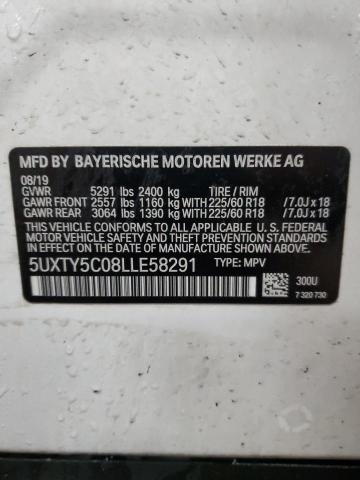 MFD BY BAYERISCHE MOTOREN WERKE AG
08/19
GVWR 5291 lbs 2400 kg TIRE / RIM
GAWR FRONT 2557 lbs 1160 kg WITH 225/60 R18 / 7.0J x 18
GAWR REAR 3064 lbs 1390 kg WITH 225/60 R18 / 7.0J x 18
THIS VEHICLE CONFORMS TO ALL APPLICABLE U. S. FEDERAL
MOTOR VEHICLE SAFETY STANDARDS IN EFFECT ON THE DATE
OF MANUFACTURE SHOWN ABOVE.
5UXTY5C08LLE58291 TYPE: MPV
300U
7 320 730